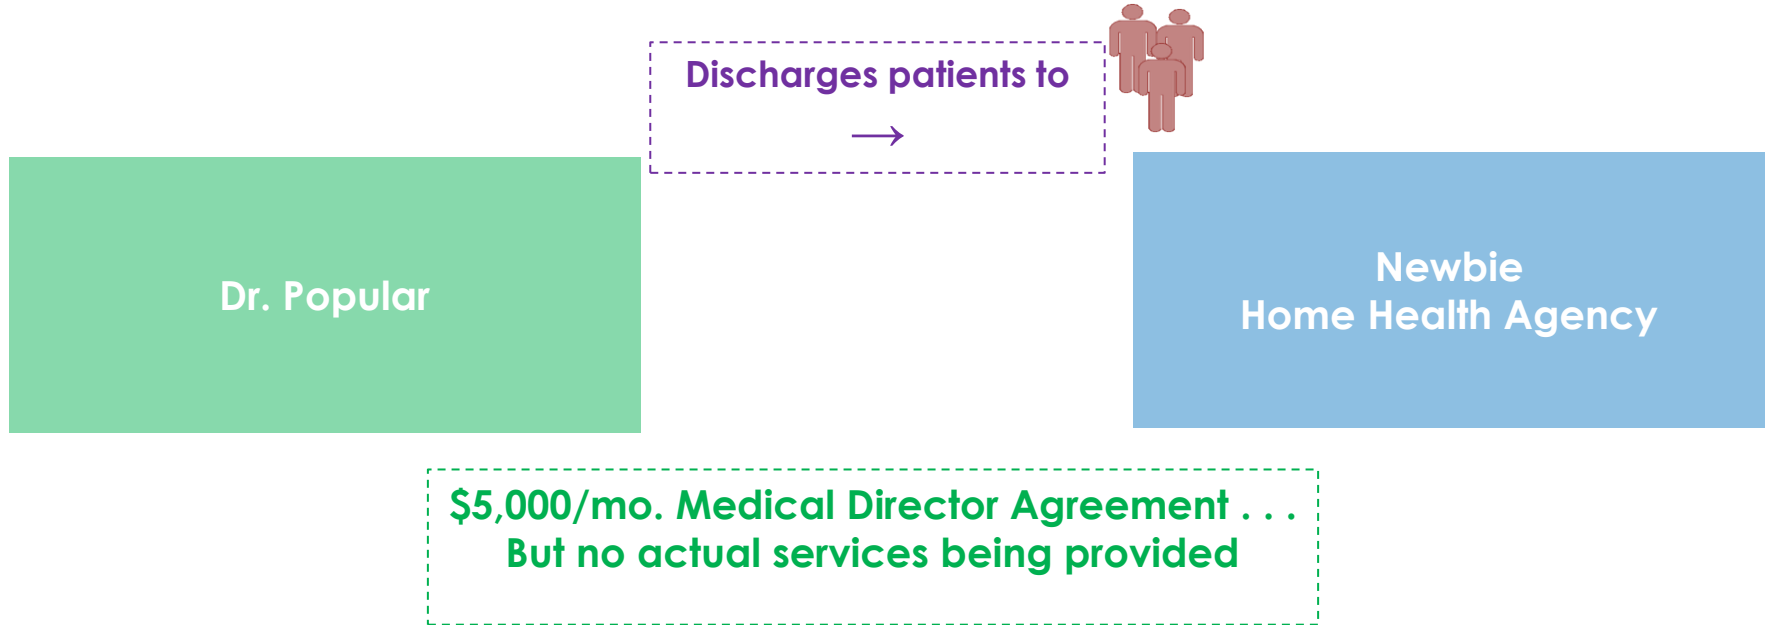 Discharges patients to
→
Dr. Popular
Newbie
Home Health Agency
$5,000/mo. Medical Director Agreement . . .
But no actual services being provided